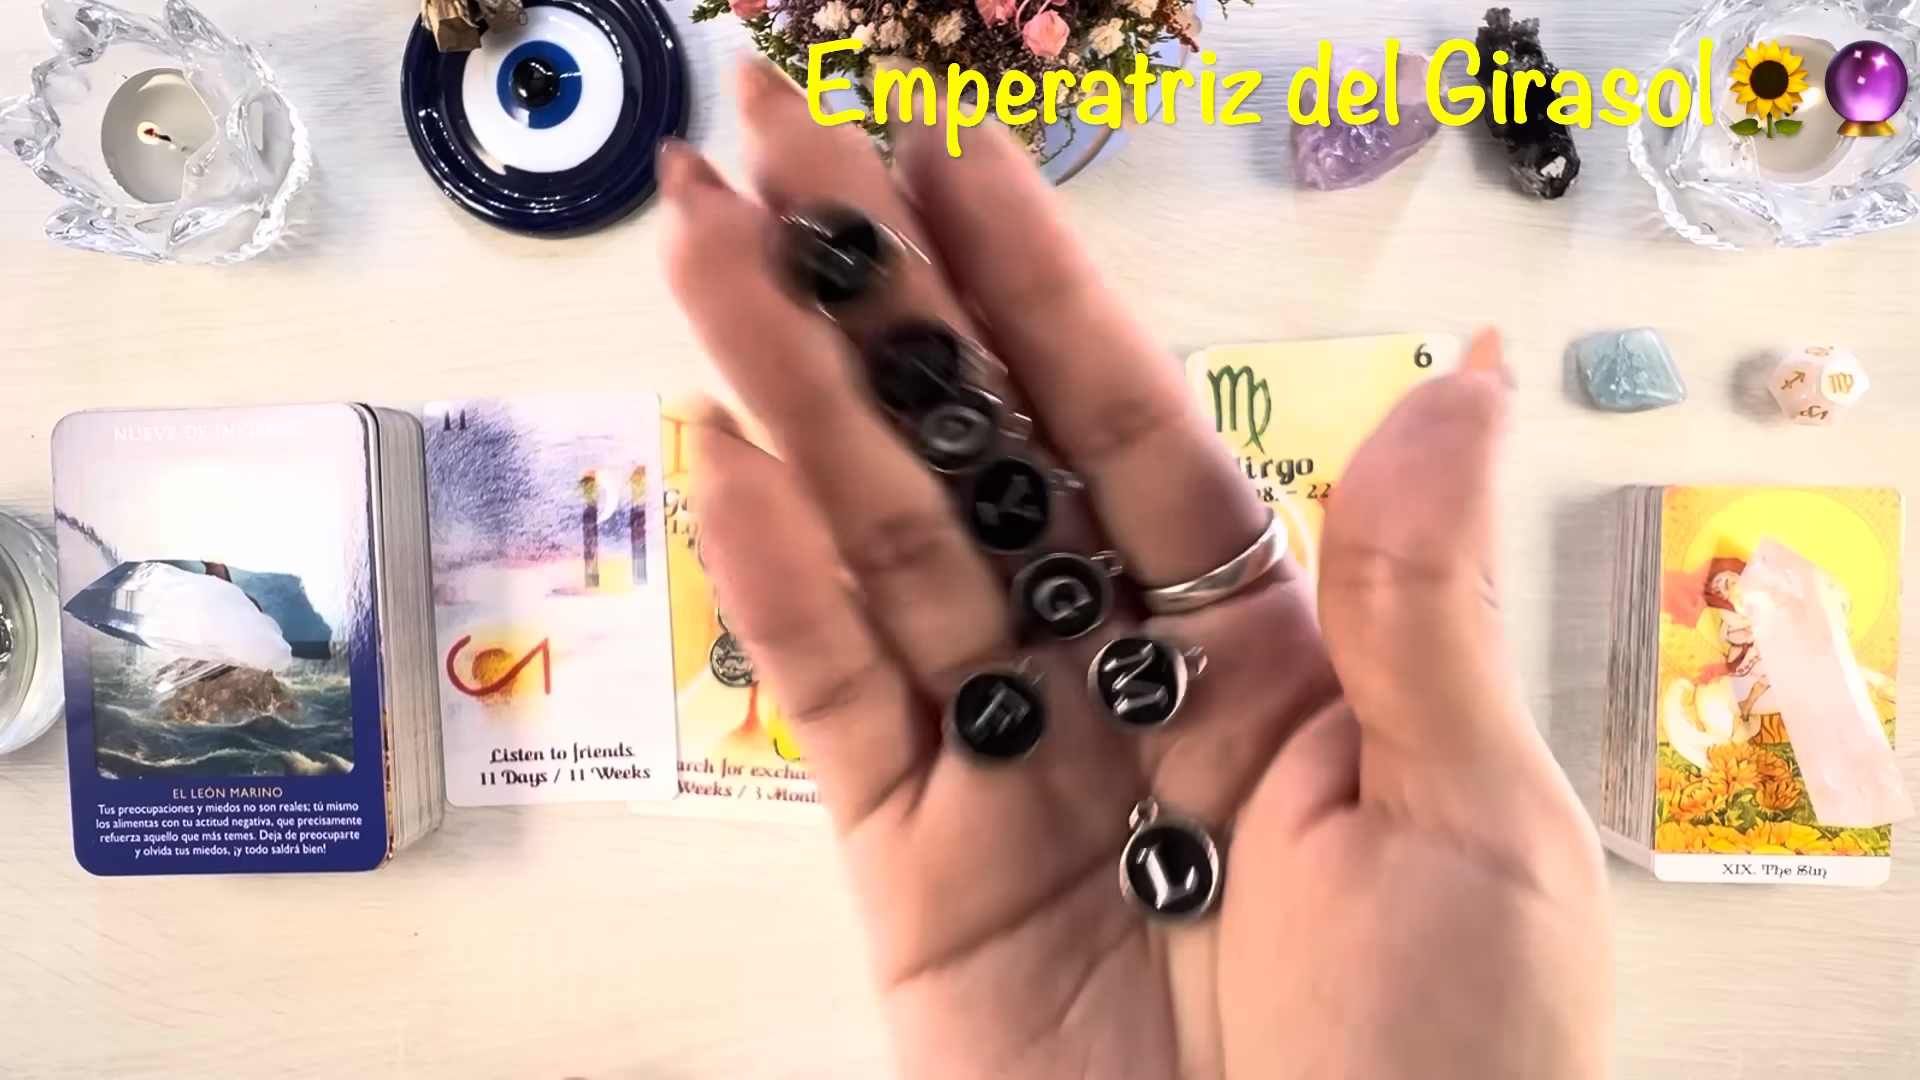 Emperatriz del Girasol
NUEVE DE INVIERNO
EL LEÓN MARINO
Tus preocupaciones y miedos no son reales; tú mismo
los alimentas con tu actitud negativa, que precisamente
refuerza aquello que más temes. Deja de preocuparte
y olvida tus miedos, ¡y todo saldrá bien!
11
Listen to friends
11 Days / 11 Weeks
Weeks / 3
6
Y
G
M
F
L
XIX. The Sun